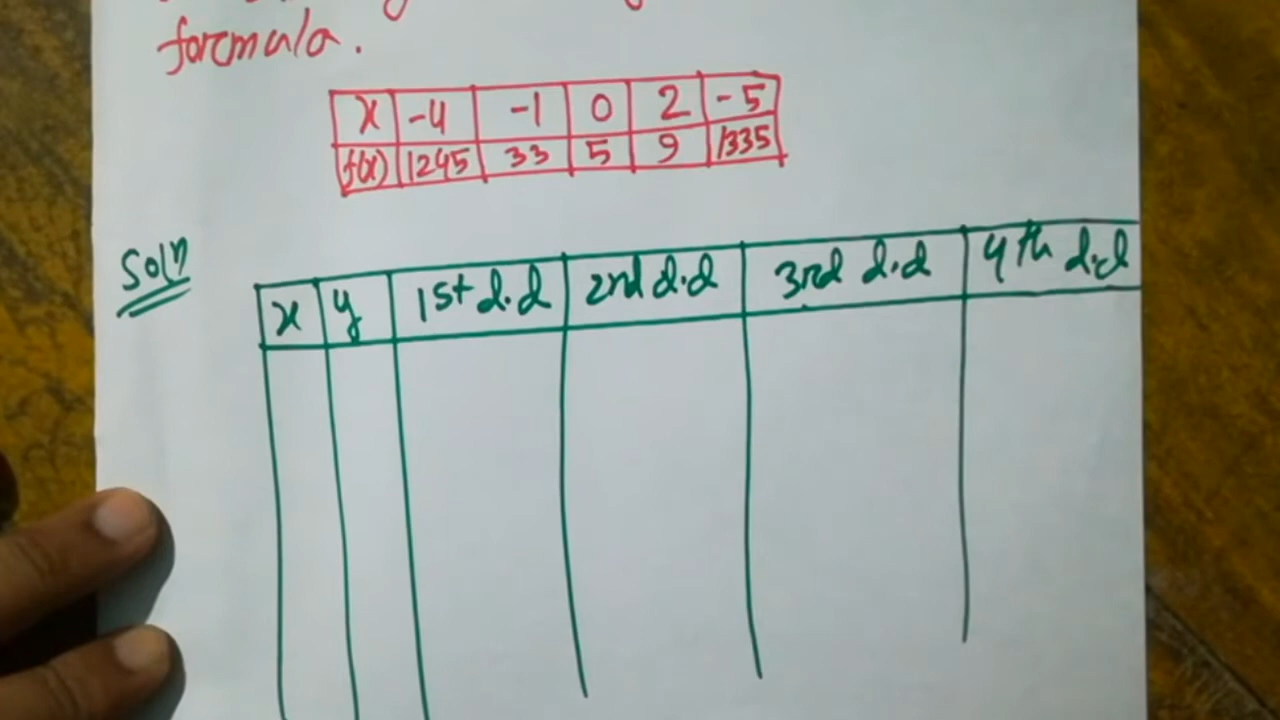 formula.
x -4 -1 0 2 -5
f(x) 1245 33 5 9 1335
Soln
x y 1st d.d 2nd d.d 3rd d.d 4th d.d